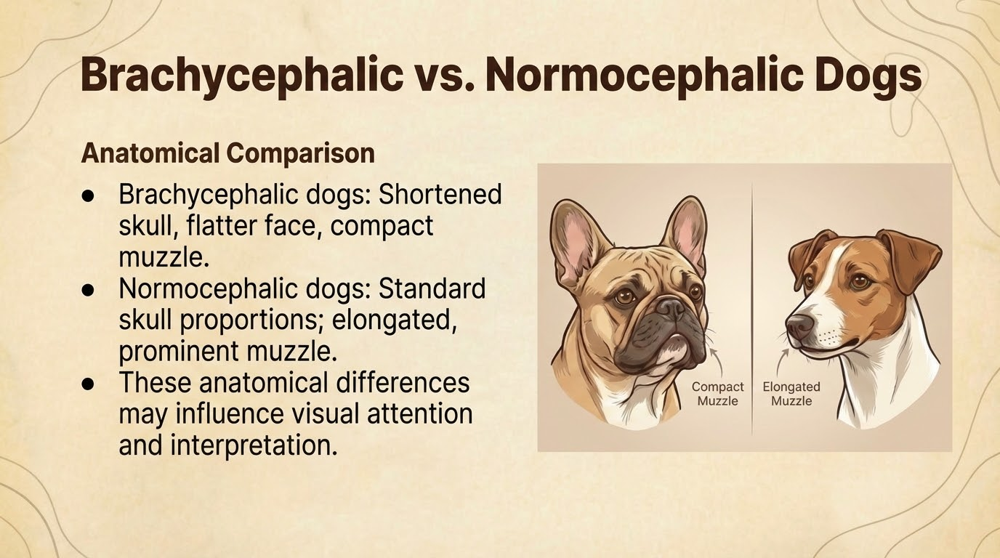 Brachycephalic vs. Normocephalic Dogs
Anatomical Comparison
● Brachycephalic dogs: Shortened
skull, flatter face, compact
muzzle.
● Normocephalic dogs: Standard
skull proportions; elongated,
prominent muzzle.
● These anatomical differences
may influence visual attention
and interpretation.
Compact
Muzzle
Elongated
Muzzle